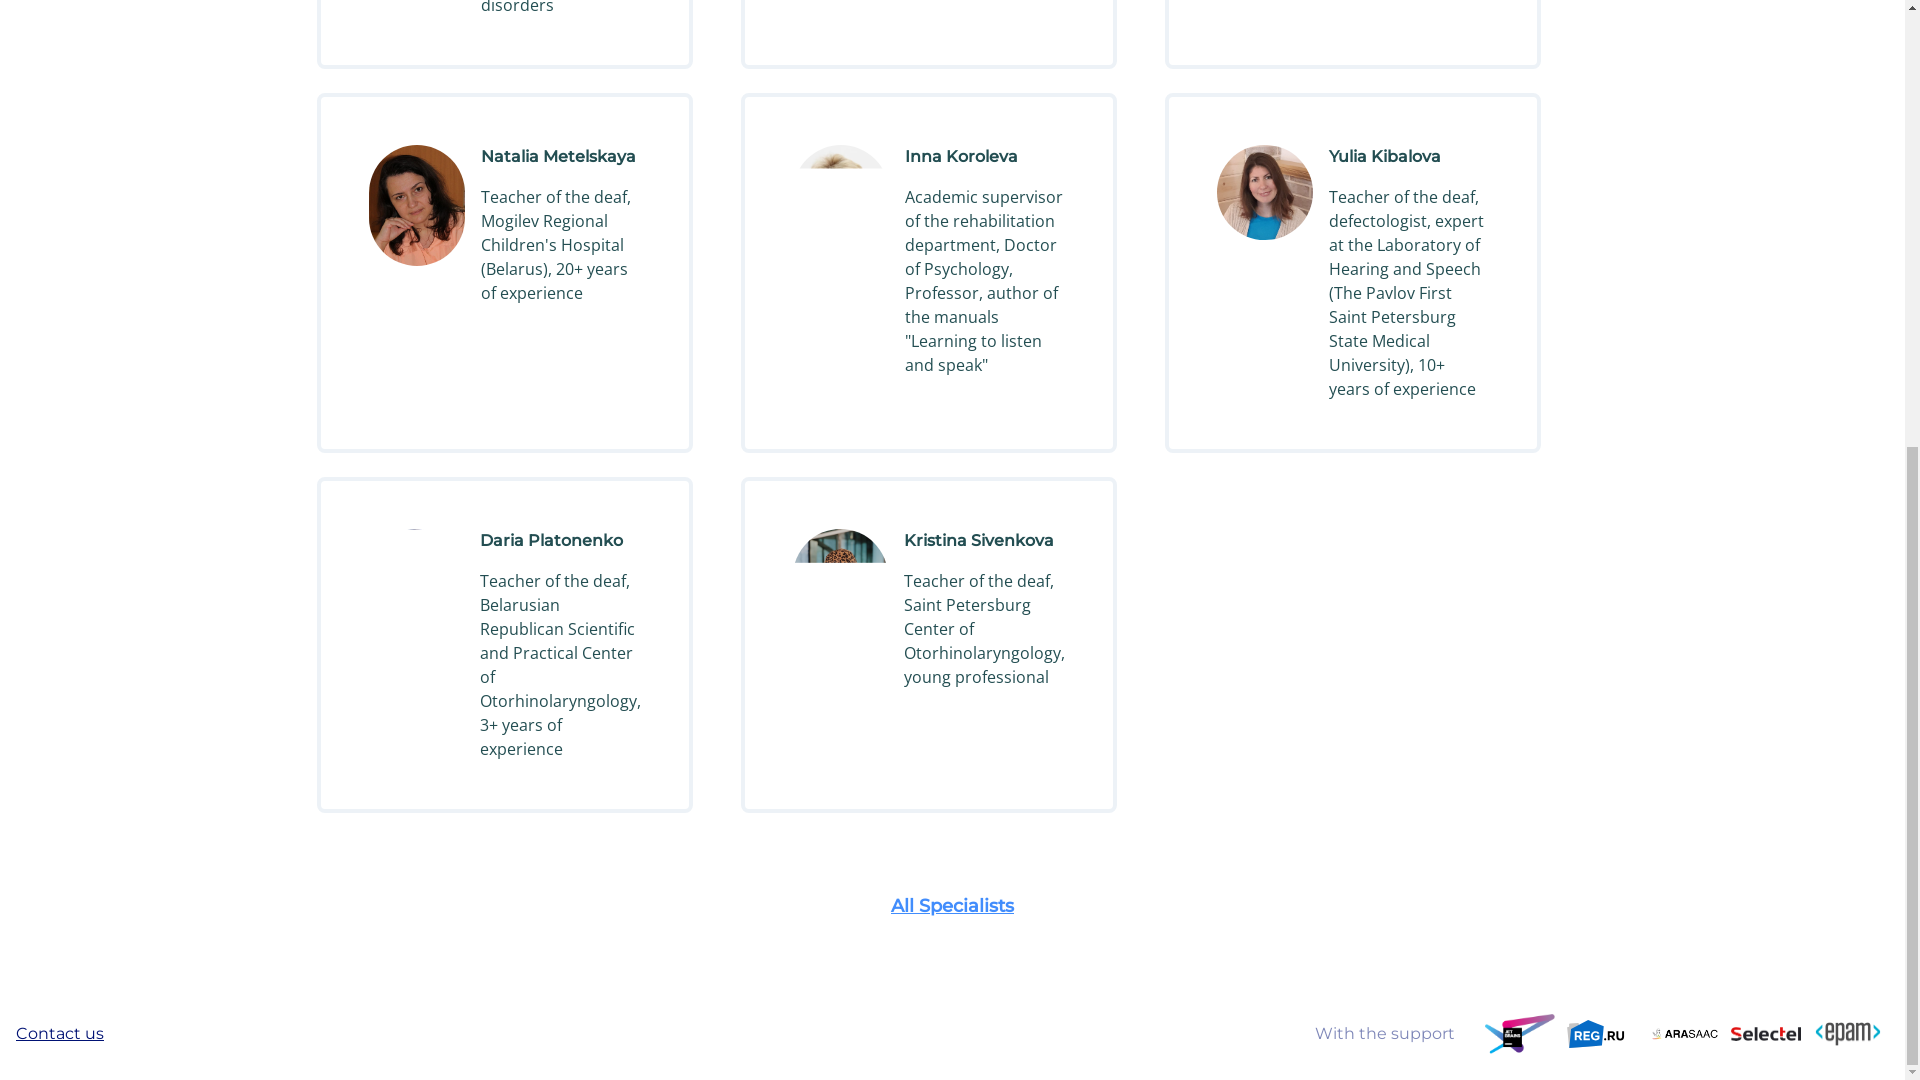 disorders
Natalia Metelskaya
Teacher of the deaf,
Mogilev Regional
Children's Hospital
(Belarus), 20+ years
of experience
Inna Koroleva
Academic supervisor
of the rehabilitation
department, Doctor
of Psychology,
Professor, author of
the manuals
"Learning to listen
and speak"
Yulia Kibalova
Teacher of the deaf,
defectologist, expert
at the Laboratory of
Hearing and Speech
(The Pavlov First
Saint Petersburg
State Medical
University), 10+
years of experience
Daria Platonenko
Teacher of the deaf,
Belarusian
Republican Scientific
and Practical Center
of
Otorhinolaryngology,
3+ years of
experience
Kristina Sivenkova
Teacher of the deaf,
Saint Petersburg
Center of
Otorhinolaryngology,
young professional
All Specialists
Contact us
With the support
JET
BRAINS
REG.RU
ARASAAC
Selectel
<epam>